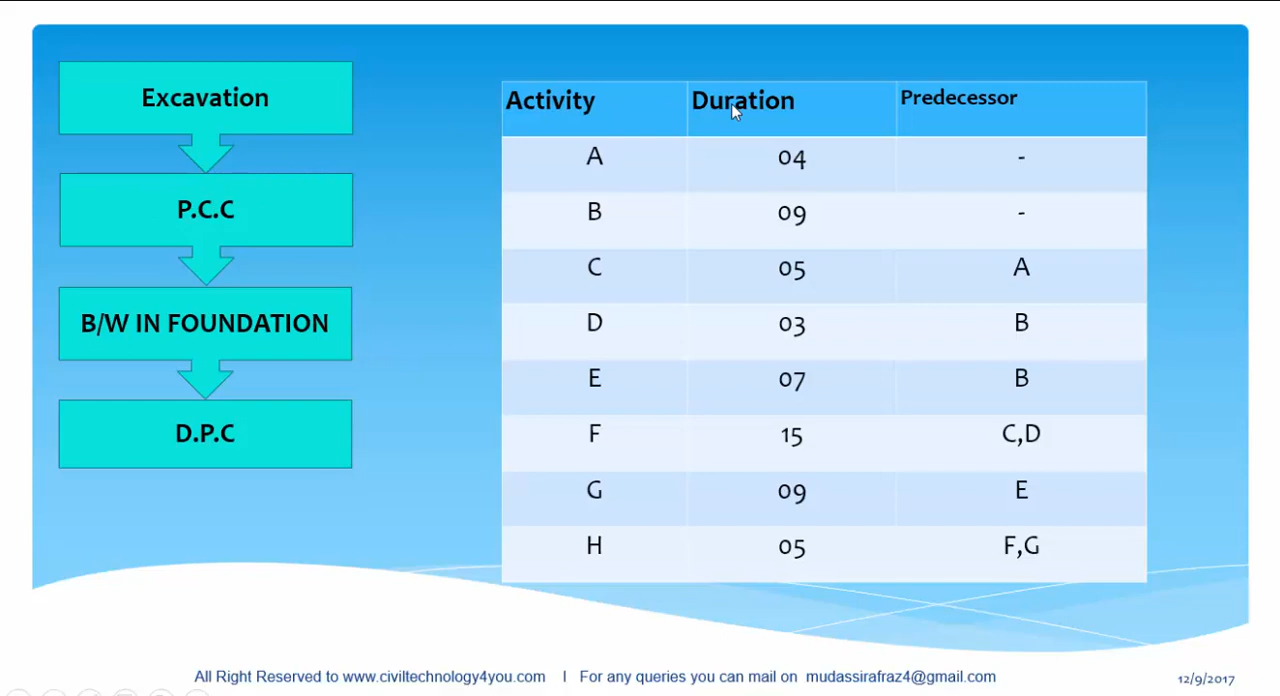 Excavation
P.C.C
B/W IN FOUNDATION
D.P.C
Activity Duration Predecessor
A 04 -
B 09 -
C 05 A
D 03 B
E 07 B
F 15 C,D
G 09 E
H 05 F,G
All Right Reserved to www.civiltechnology4you.com I For any queries you can mail on mudassirafraz4@gmail.com 12/9/2017